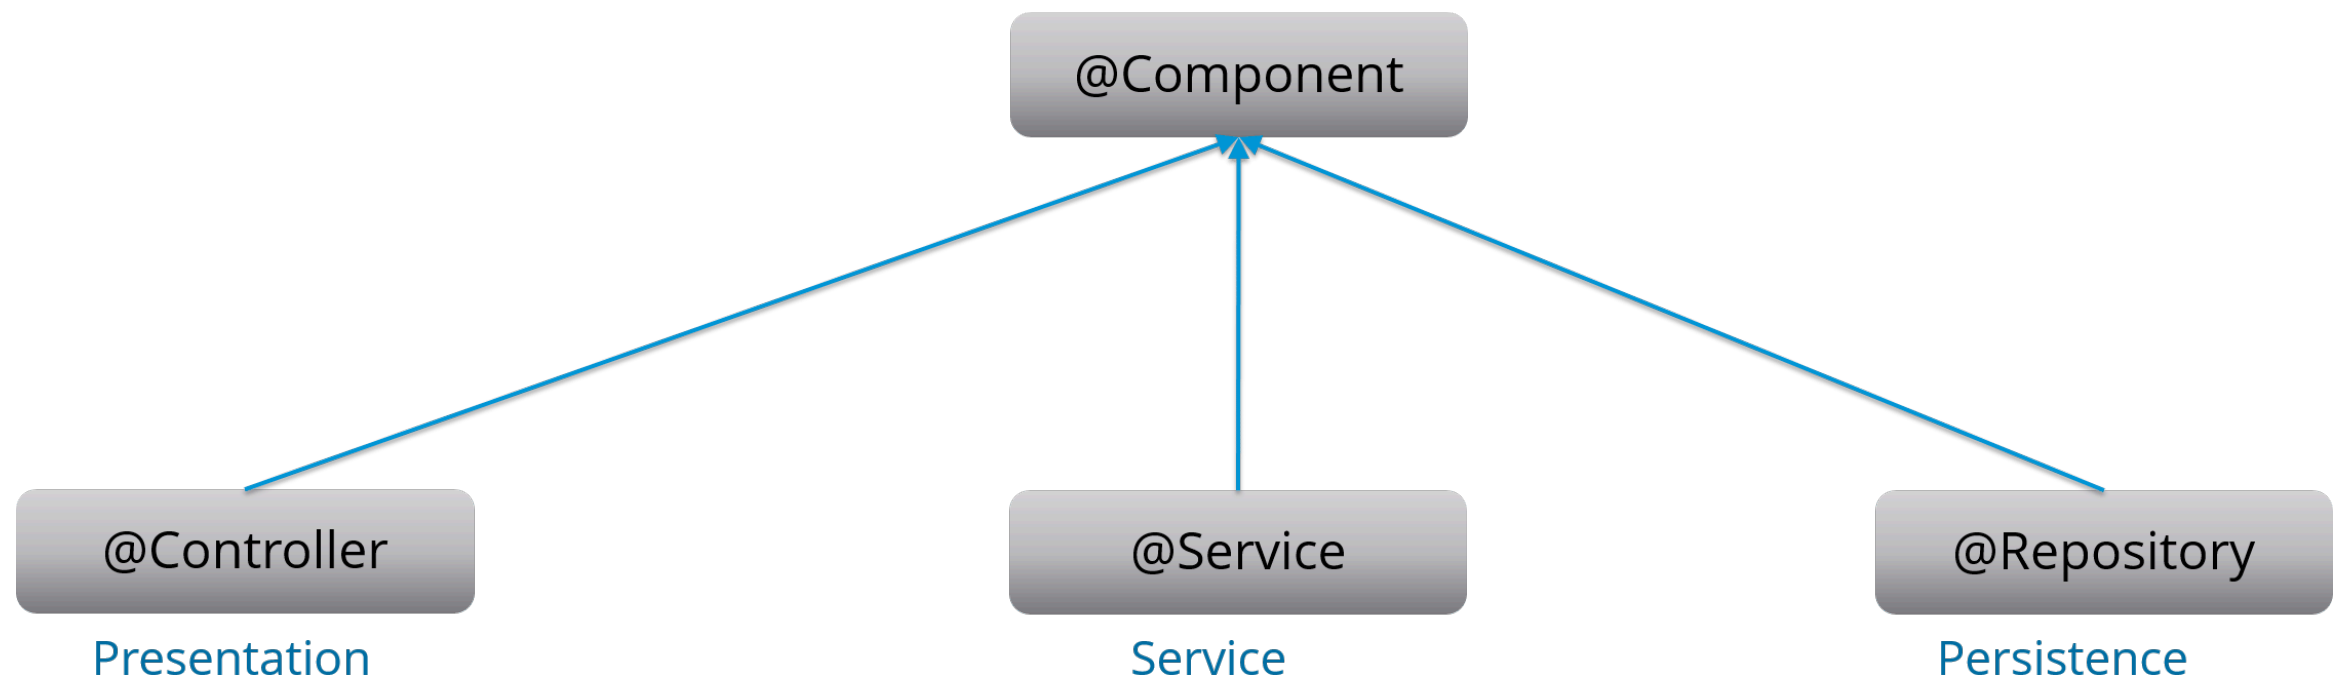 @Component
@Controller
@Service
@Repository
Presentation
Service
Persistence